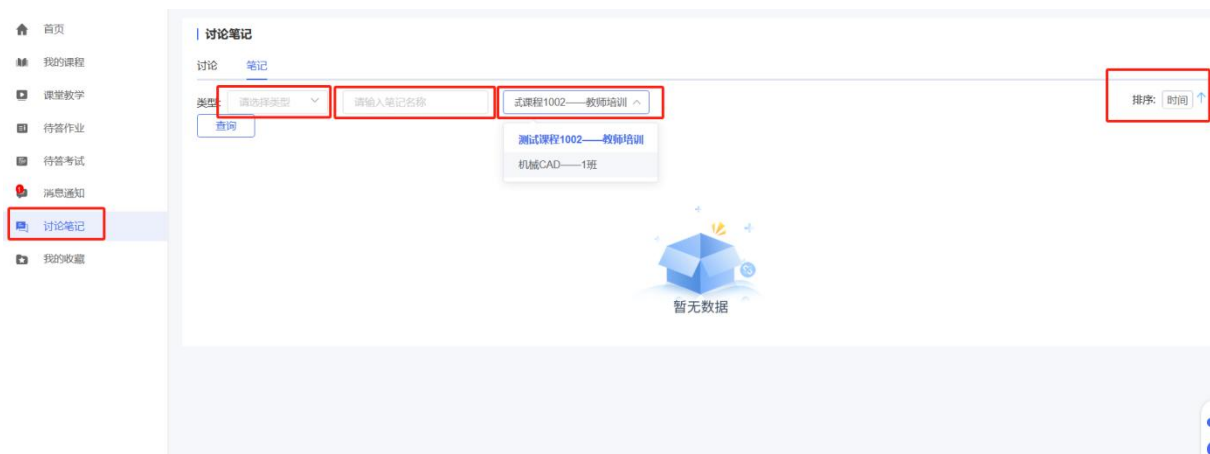 首页
我的课程
课堂教学
待答作业
待答考试
1
消息通知
讨论笔记
我的收藏
讨论笔记
讨论 笔记
类型: 请选择类型 请输入笔记名称 式课程1002——教师培训 排序: 时间
查询
测试课程1002——教师培训
机械CAD——1班
暂无数据